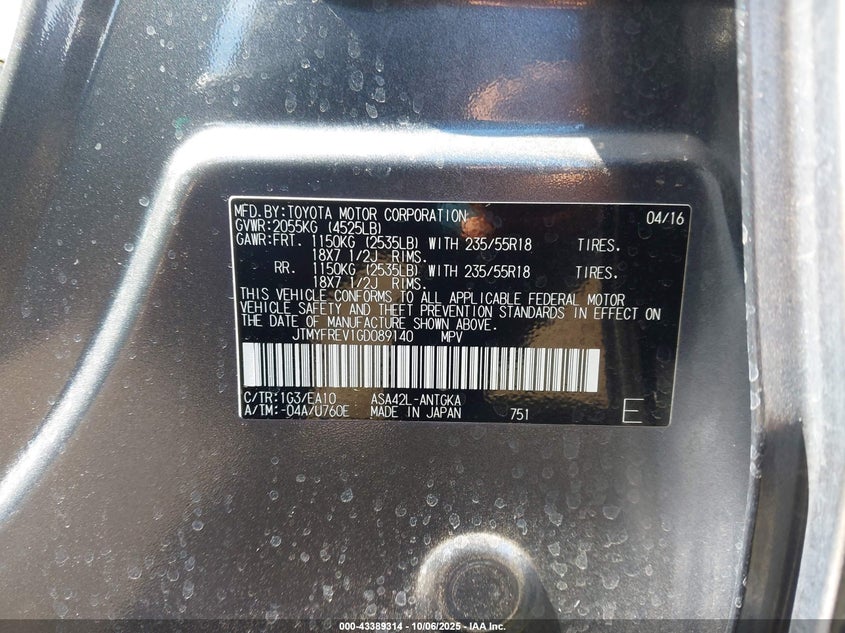 MFD.BY:TOYOTA MOTOR CORPORATION 04/16
GVWR:2055KG (4525LB)
GAWR:FRT. 1150KG (2535LB) WITH 235/55R18 TIRES.
18X7 1/2J RIMS.
RR. 1150KG (2535LB) WITH 235/55R18 TIRES.
18X7 1/2J RIMS.
THIS VEHICLE CONFORMS TO ALL APPLICABLE FEDERAL MOTOR
VEHICLE SAFETY AND THEFT PREVENTION STANDARDS IN EFFECT ON
THE DATE OF MANUFACTURE SHOWN ABOVE.
JTMYFREV1GD089140 MPV
C/TR:1G3/EA10 ASA42L-ANTGKA
A/TM:-04A/U760E MADE IN JAPAN 751 E
000-43389314 - 10/06/2025 - IAA Inc.